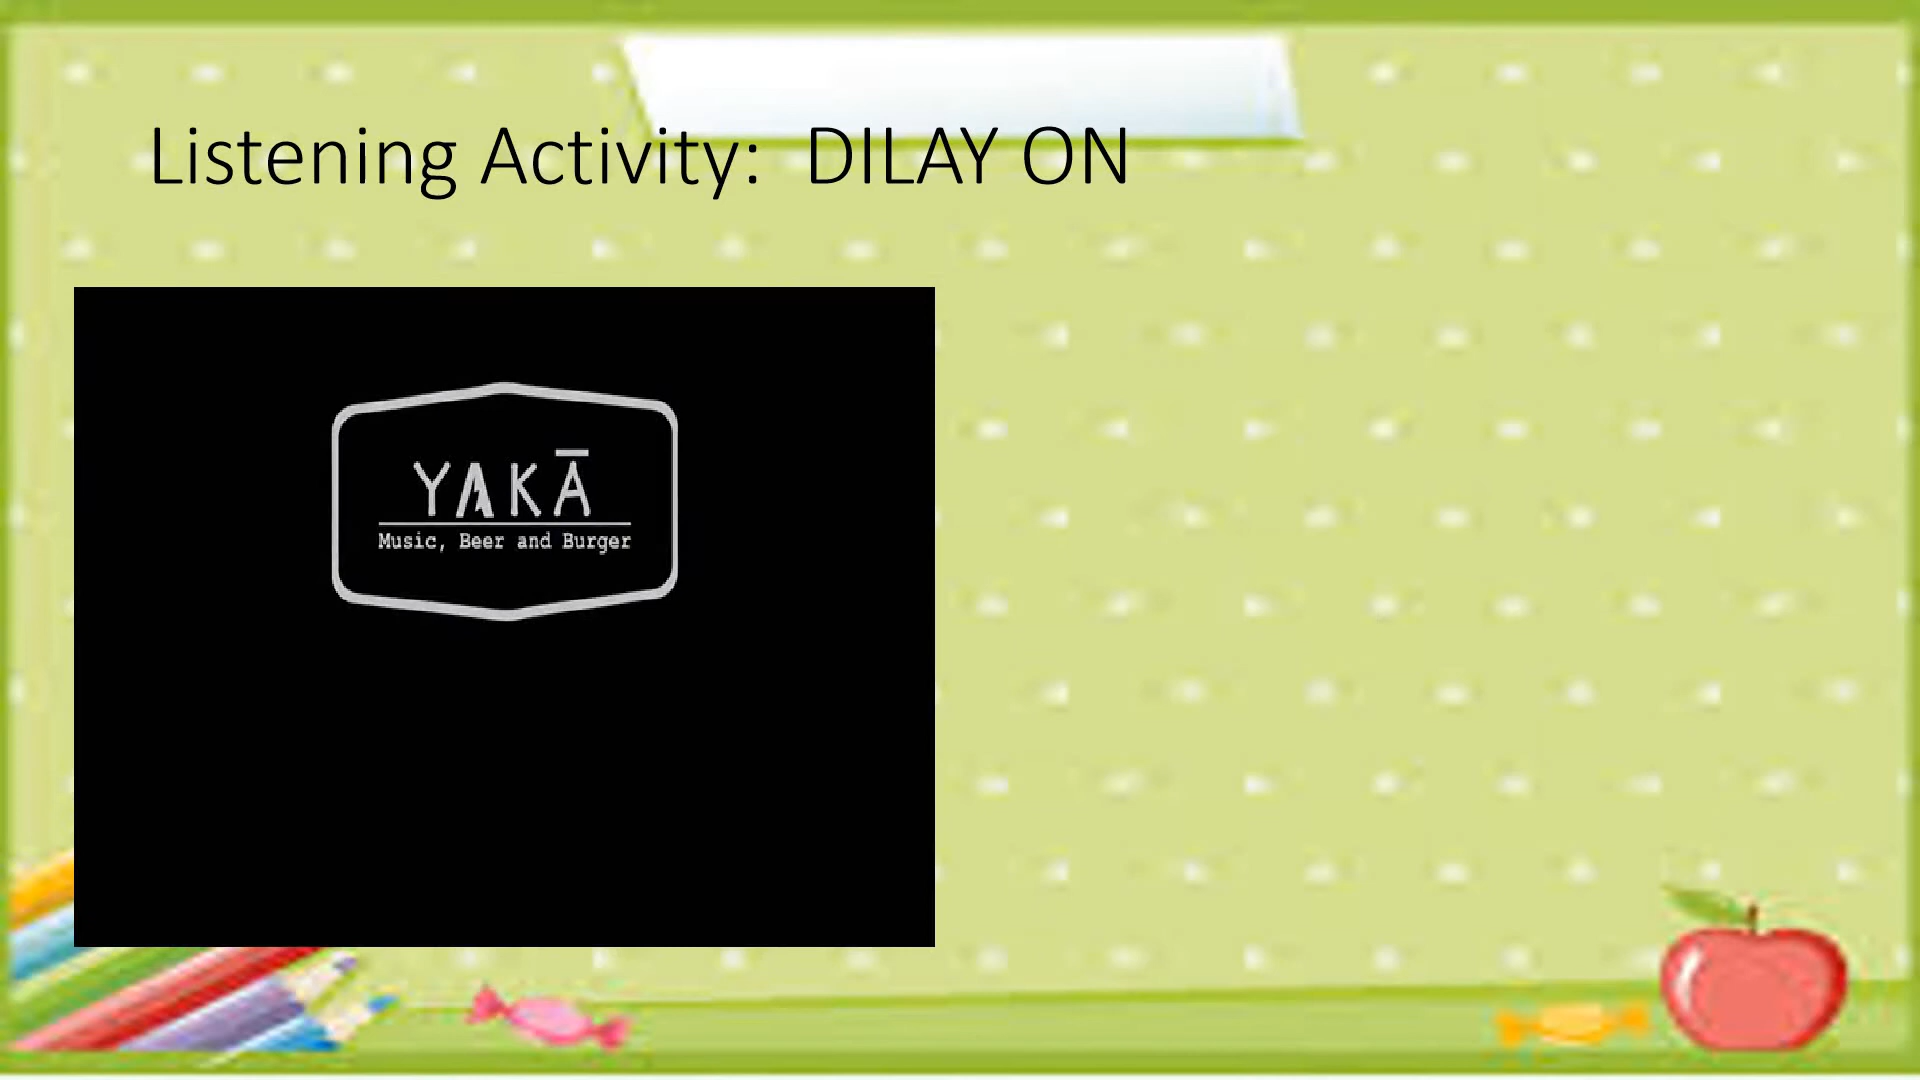 Listening Activity:  DILAY ON
YAKĀ
Music, Beer and Burger